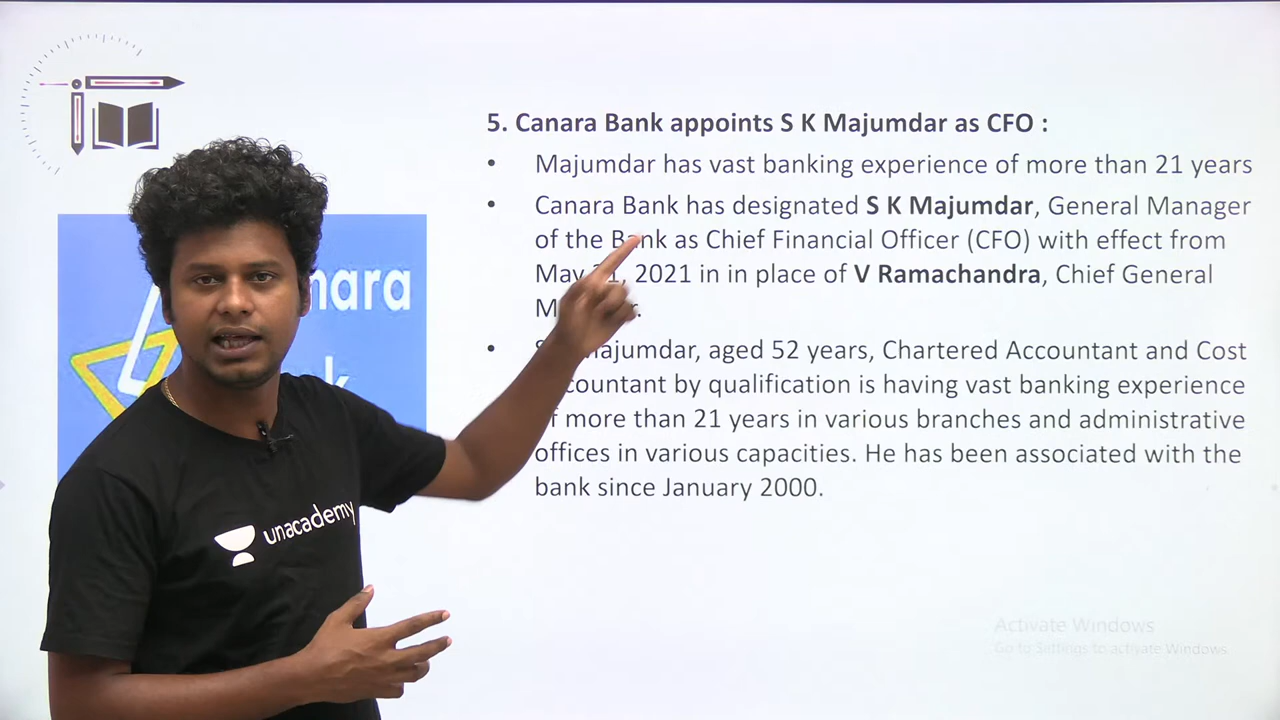 5. Canara Bank appoints S K Majumdar as CFO :
• Majumdar has vast banking experience of more than 21 years
• Canara Bank has designated S K Majumdar, General Manager
of the Bank as Chief Financial Officer (CFO) with effect from
May 21, 2021 in in place of V Ramachandra, Chief General
• Majumdar, aged 52 years, Chartered Accountant and Cost
by qualification is having vast banking experience
more than 21 years in various branches and administrative
offices in various capacities. He has been associated with the
bank since January 2000.
unacademy
Activate Windows
Go to Settings to activate Windows.